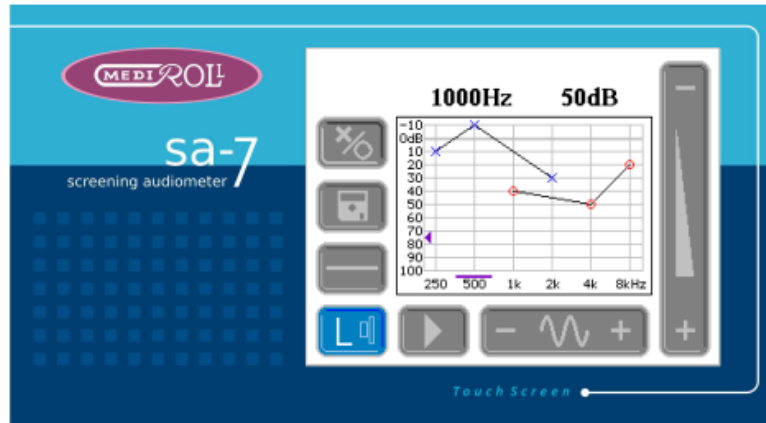 MEDI ROLL
sa-7
screening audiometer
1000Hz 50dB
-10
0dB
10
20
30
40
50
60
70
80
90
100
250 500 1k 2k 4k 8kHz
L
Touch Screen